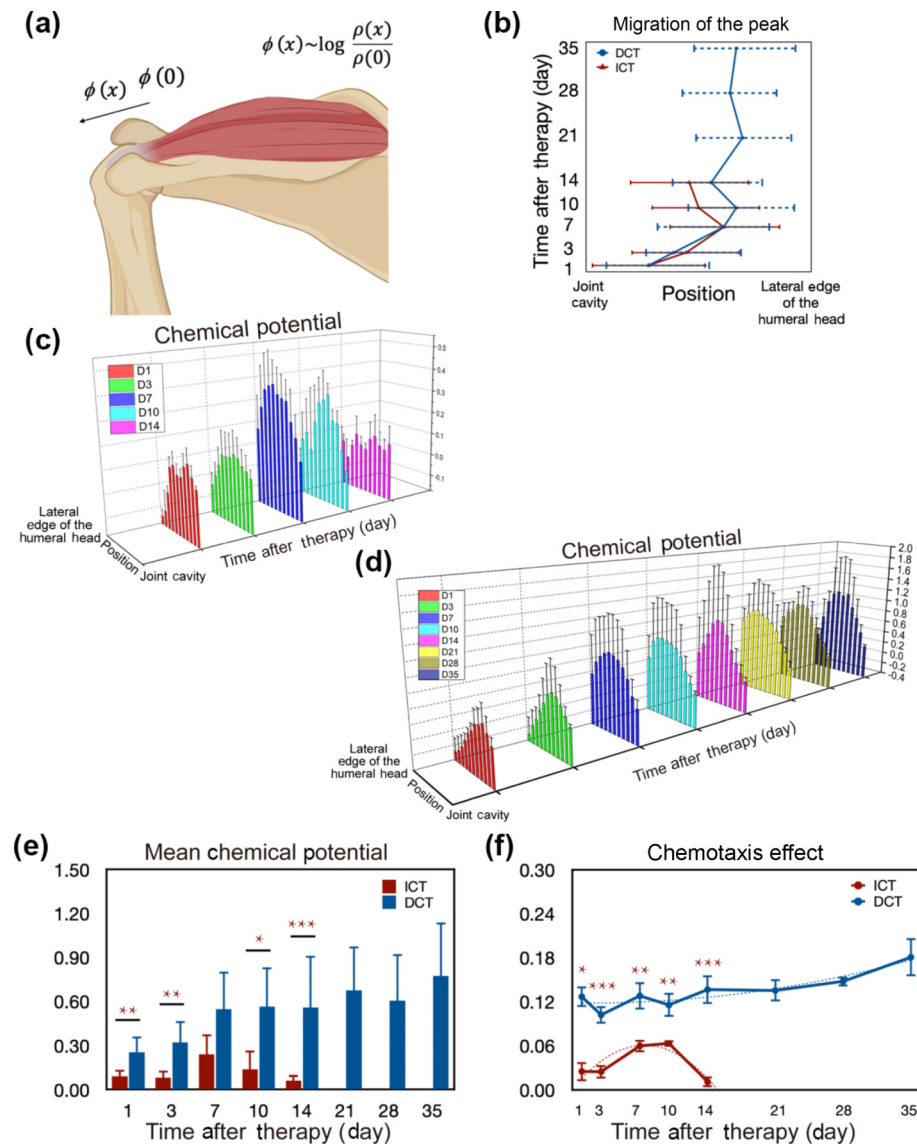 (a)
ϕ(x)~log ρ(x)/ρ(0)
ϕ(x) ϕ(0)
(b)
Migration of the peak
Time after therapy (day)
35
28
21
14
10
7
3
1
DCT
ICT
Joint cavity
Position
Lateral edge of the humeral head
(c)
Chemical potential
D1
D3
D7
D10
D14
0.5
0.4
0.3
0.2
0.1
0.0
-0.1
Lateral edge of the humeral head
Position
Joint cavity
Time after therapy (day)
(d)
Chemical potential
D1
D3
D7
D10
D14
D21
D28
D35
2.0
1.8
1.6
1.4
1.2
1.0
0.8
0.6
0.4
0.2
0.0
-0.2
-0.4
Lateral edge of the humeral head
Position
Joint cavity
Time after therapy (day)
(e)
Mean chemical potential
1.50
1.20
0.90
0.60
0.30
0.00
ICT
DCT
** ** * ***
1 3 7 10 14 21 28 35
Time after therapy (day)
(f)
Chemotaxis effect
0.30
0.24
0.18
0.12
0.06
0.00
ICT
DCT
* *** ** ** ***
1 3 7 10 14 21 28 35
Time after therapy (day)